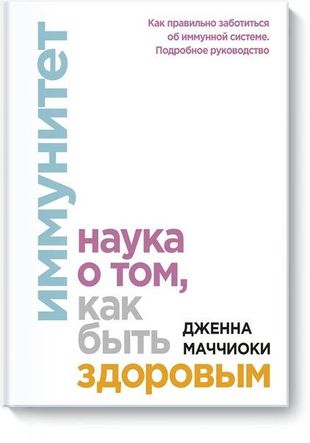 Как правильно заботиться
об иммунной системе.
Подробное руководство
иммунитет
наука
о том,
как
быть
здоровым
ДЖЕННА
МАЧЧИОКИ